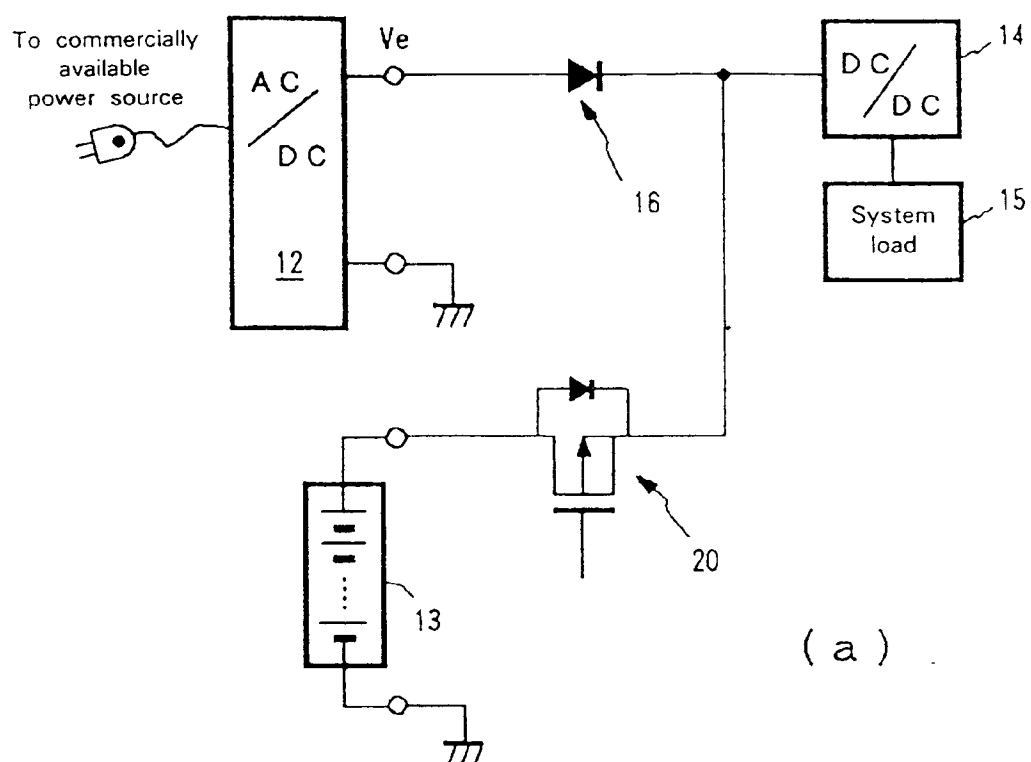 To commercially
available
power source
AC
/
DC
12
Ve
16
DC
/
DC
14
System
load
15
20
13
(a)